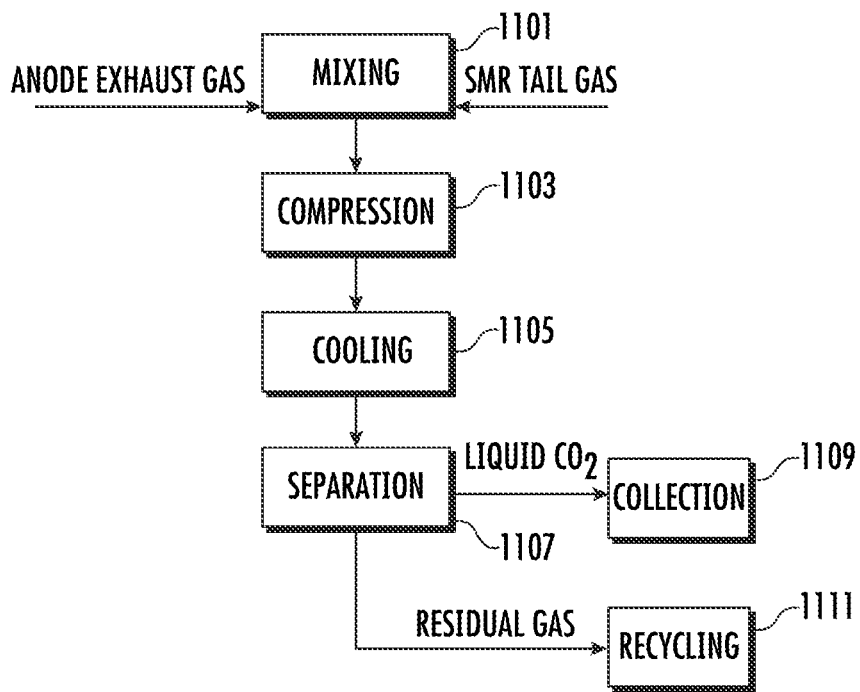 1101
ANODE EXHAUST GAS
MIXING
SMR TAIL GAS
COMPRESSION
1103
COOLING
1105
SEPARATION
LIQUID CO2
COLLECTION
1109
1107
RESIDUAL GAS
RECYCLING
1111